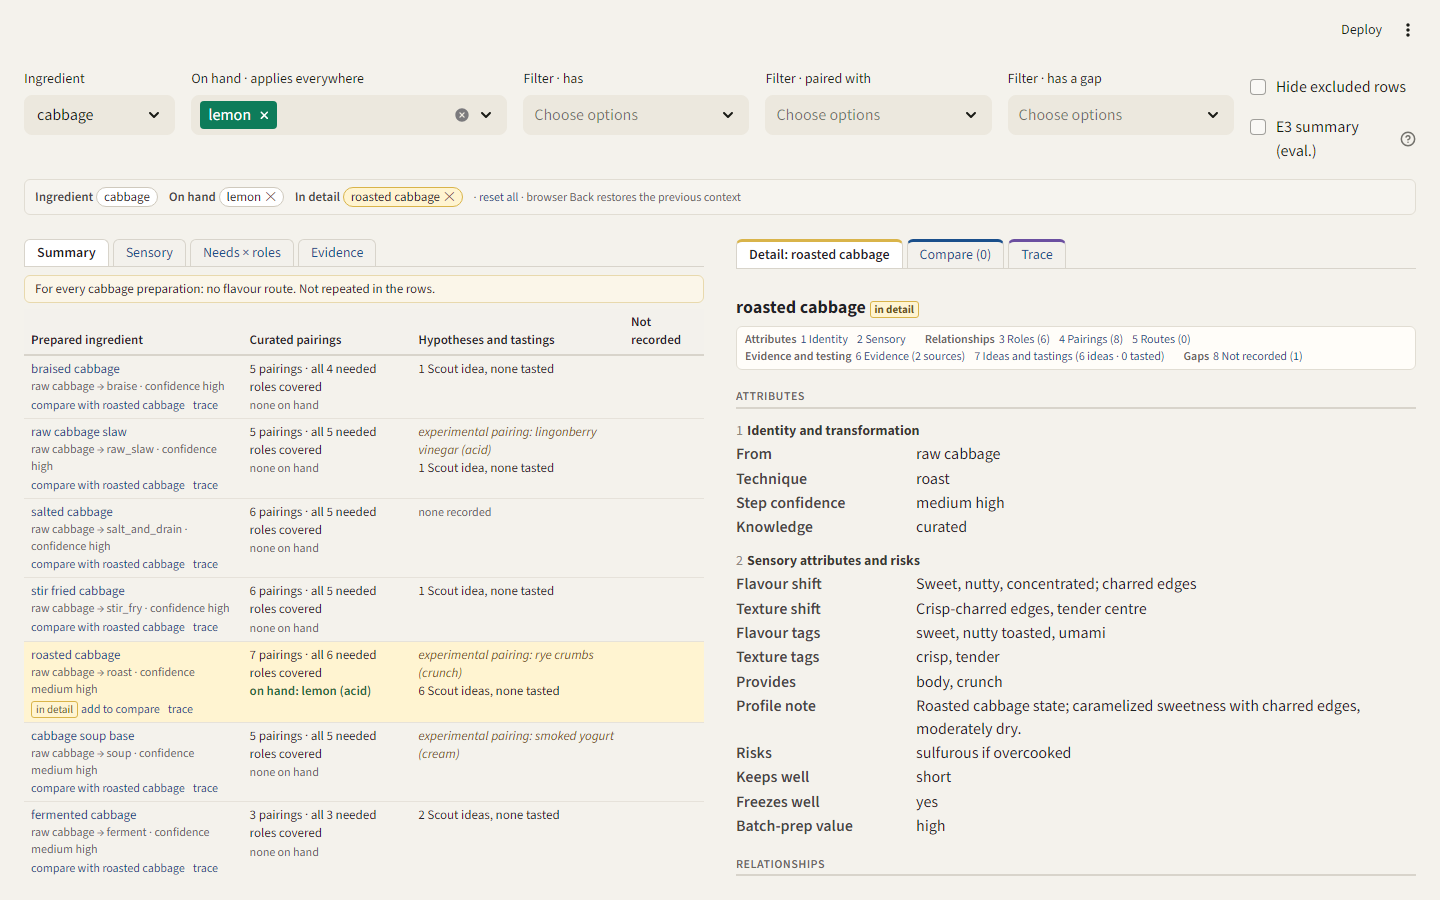 Deploy
Ingredient
On hand · applies everywhere
Filter · has
Filter · paired with
Filter · has a gap
cabbage
lemon ×
Choose options
Choose options
Choose options
Hide excluded rows
E3 summary
(eval.)
Ingredient cabbage On hand lemon × In detail roasted cabbage × · reset all · browser Back restores the previous context
Summary
Sensory
Needs × roles
Evidence
For every cabbage preparation: no flavour route. Not repeated in the rows.
Prepared ingredient
Curated pairings
Hypotheses and tastings
Not
recorded
braised cabbage
raw cabbage → braise · confidence high
compare with roasted cabbage trace
5 pairings · all 4 needed
roles covered
none on hand
1 Scout idea, none tasted
raw cabbage slaw
raw cabbage → raw_slaw · confidence
high
compare with roasted cabbage trace
5 pairings · all 5 needed
roles covered
none on hand
experimental pairing: lingonberry
vinegar (acid)
1 Scout idea, none tasted
salted cabbage
raw cabbage → salt_and_drain ·
confidence high
compare with roasted cabbage trace
6 pairings · all 5 needed
roles covered
none on hand
none recorded
stir fried cabbage
raw cabbage → stir_fry · confidence high
compare with roasted cabbage trace
6 pairings · all 5 needed
roles covered
none on hand
1 Scout idea, none tasted
roasted cabbage
raw cabbage → roast · confidence
medium high
in detail add to compare trace
7 pairings · all 6 needed
roles covered
on hand: lemon (acid)
experimental pairing: rye crumbs
(crunch)
6 Scout ideas, none tasted
cabbage soup base
raw cabbage → soup · confidence
medium high
compare with roasted cabbage trace
5 pairings · all 5 needed
roles covered
none on hand
experimental pairing: smoked yogurt
(cream)
fermented cabbage
raw cabbage → ferment · confidence
medium high
compare with roasted cabbage trace
3 pairings · all 3 needed
roles covered
none on hand
2 Scout ideas, none tasted
Detail: roasted cabbage
Compare (0)
Trace
roasted cabbage in detail
Attributes 1 Identity 2 Sensory Relationships 3 Roles (6) 4 Pairings (8) 5 Routes (0)
Evidence and testing 6 Evidence (2 sources) 7 Ideas and tastings (6 ideas · 0 tasted) Gaps 8 Not recorded (1)
ATTRIBUTES
1 Identity and transformation
From raw cabbage
Technique roast
Step confidence medium high
Knowledge curated
2 Sensory attributes and risks
Flavour shift Sweet, nutty, concentrated; charred edges
Texture shift Crisp-charred edges, tender centre
Flavour tags sweet, nutty toasted, umami
Texture tags crisp, tender
Provides body, crunch
Profile note Roasted cabbage state; caramelized sweetness with charred edges,
moderately dry.
Risks sulfurous if overcooked
Keeps well short
Freezes well yes
Batch-prep value high
RELATIONSHIPS